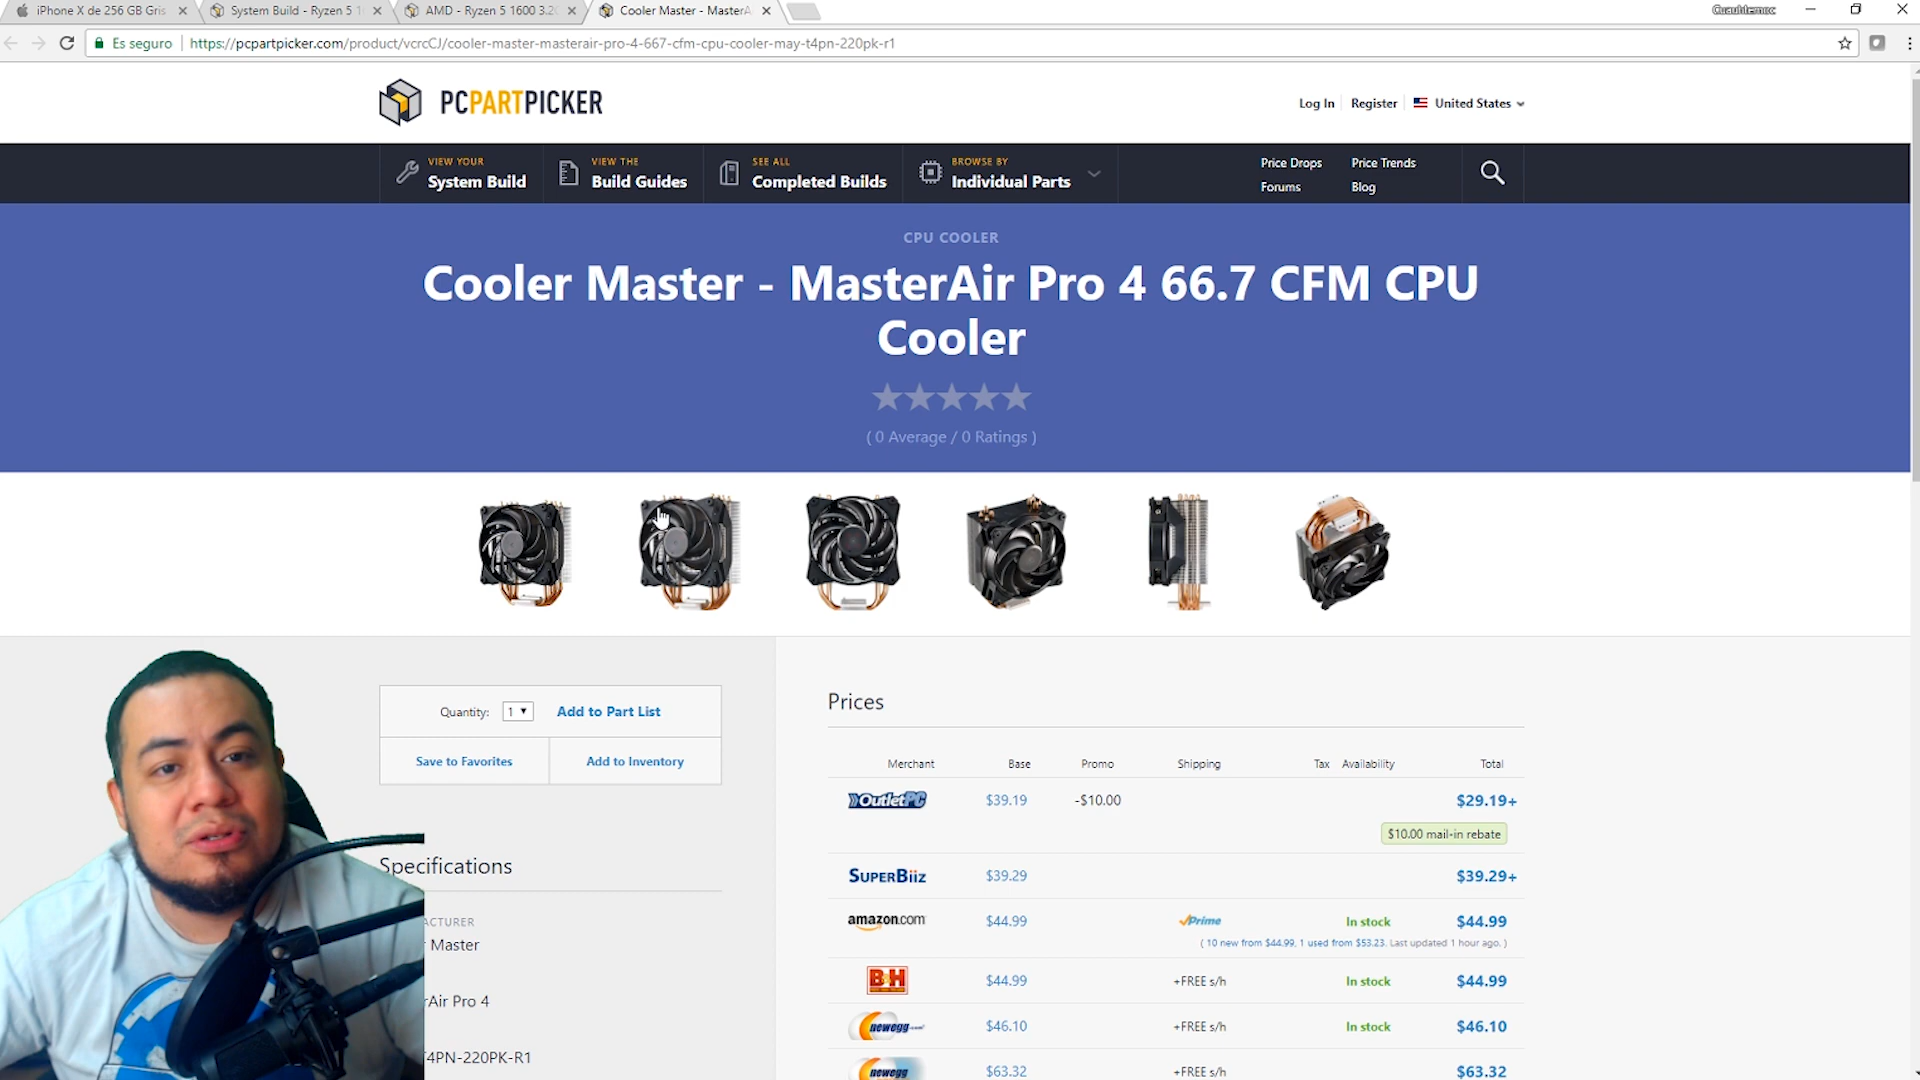 iPhone X de 256 GB Gris
System Build - Ryzen 5 1
AMD - Ryzen 5 1600 3.2
Cooler Master - MasterA
Cuauhtemoc
Es seguro
https://pcpartpicker.com/product/vcrcCJ/cooler-master-masterair-pro-4-667-cfm-cpu-cooler-may-t4pn-220pk-r1
PCPARTPICKER
Log In
Register
United States
VIEW YOUR
System Build
VIEW THE
Build Guides
SEE ALL
Completed Builds
BROWSE BY
Individual Parts
Price Drops
Price Trends
Forums
Blog
CPU COOLER
Cooler Master - MasterAir Pro 4 66.7 CFM CPU
Cooler
( 0 Average / 0 Ratings )
Quantity: 1 Add to Part List
Save to Favorites
Add to Inventory
Specifications
ACTURER
r Master
rAir Pro 4
T4PN-220PK-R1
Prices
Merchant Base Promo Shipping Tax Availability Total
OutletPC $39.19 -$10.00 $29.19+
$10.00 mail-in rebate
SUPERBiiz $39.29 $39.29+
amazon.com $44.99 Prime In stock $44.99
( 10 new from $44.99, 1 used from $53.23. Last updated 1 hour ago. )
B&H $44.99 +FREE s/h In stock $44.99
newegg.com $46.10 +FREE s/h In stock $46.10
newegg $63.32 +FREE s/h $63.32